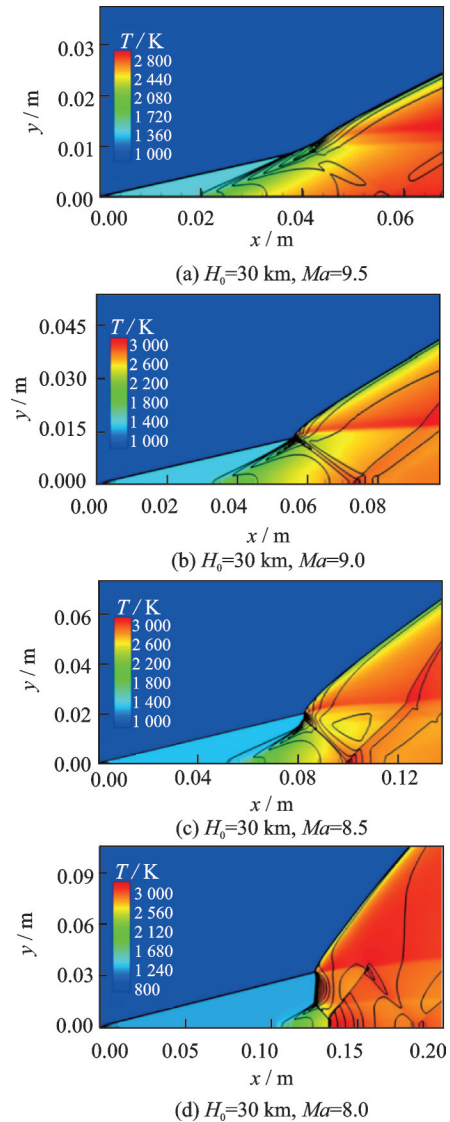 T / K
2 800
2 440
2 080
1 720
1 360
1 000
y / m
0.03
0.02
0.01
0.00
0.00 0.02 0.04 0.06
x / m
(a) H₀=30 km, Ma=9.5
T / K
3 000
2 600
2 200
1 800
1 400
1 000
y / m
0.045
0.030
0.015
0.000
0.00 0.02 0.04 0.06 0.08
x / m
(b) H₀=30 km, Ma=9.0
T / K
3 000
2 600
2 200
1 800
1 400
1 000
y / m
0.06
0.04
0.02
0.00
0.00 0.04 0.08 0.12
x / m
(c) H₀=30 km, Ma=8.5
T / K
3 000
2 560
2 120
1 680
1 240
800
y / m
0.09
0.06
0.03
0.00
0.00 0.05 0.10 0.15 0.20
x / m
(d) H₀=30 km, Ma=8.0